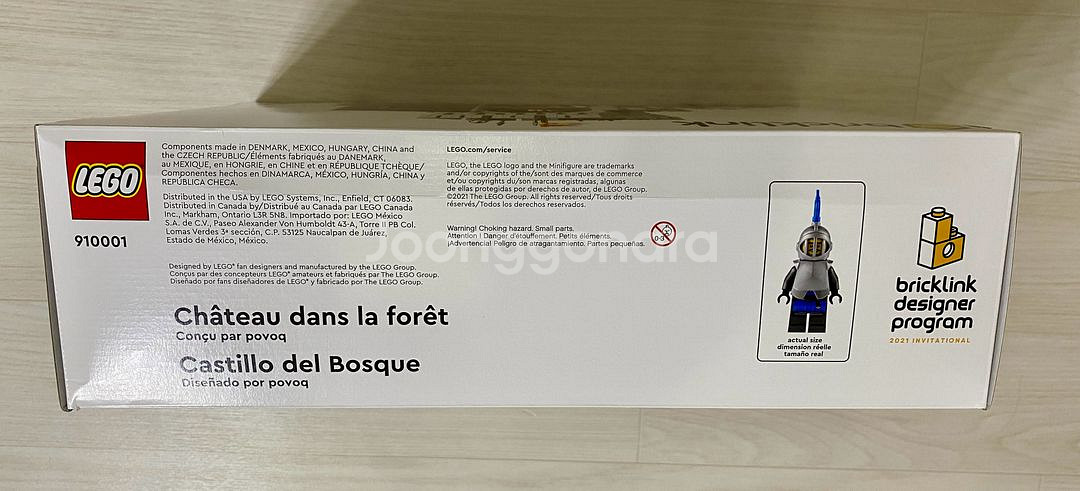 LEGO
910001
Components made in DENMARK, MEXICO, HUNGARY, CHINA and
the CZECH REPUBLIC/Éléments fabriqués au DANEMARK,
au MEXIQUE, en HONGRIE, en CHINE et en RÉPUBLIQUE TCHÈQUE/
Componentes hechos en DINAMARCA, MÉXICO, HUNGRÍA, CHINA y
REPÚBLICA CHECA.
Distributed in the USA by LEGO Systems, Inc., Enfield, CT 06083.
Distributed in Canada by/Distribué au Canada par LEGO Canada
Inc., Markham, Ontario L3R 5N8. Importado por: LEGO México
S.A. de C.V., Paseo Alexander Von Humboldt 43-A, Torre II PB Col.
Lomas Verdes 3ª sección, C.P. 53125 Naucalpan de Juárez,
Estado de México, México.
Designed by LEGO® fan designers and manufactured by the LEGO Group.
Conçus par des concepteurs LEGO® amateurs et fabriqués par The LEGO Group.
Diseñado por fans diseñadores de LEGO® y fabricado por The LEGO Group.
Château dans la forêt
Conçu par povoq
Castillo del Bosque
Diseñado por povoq
LEGO.com/service
LEGO, the LEGO logo and the Minifigure are trademarks
and/or copyrights of the/sont des marques de commerce
et/ou copyrights du/son marcas registradas, algunas
de ellas protegidas por derechos de autor, de LEGO Group.
©2021 The LEGO Group. All rights reserved/Tous droits
réservés/Todos los derechos reservados.
Warning! Choking hazard. Small parts.
Attention ! Danger d'étouffement. Petits éléments.
¡Advertencia! Peligro de atragantamiento. Partes pequeñas.
0-3
Joonggonara
actual size
dimension réelle
tamaño real
bricklink
designer
program
2021 INVITATIONAL